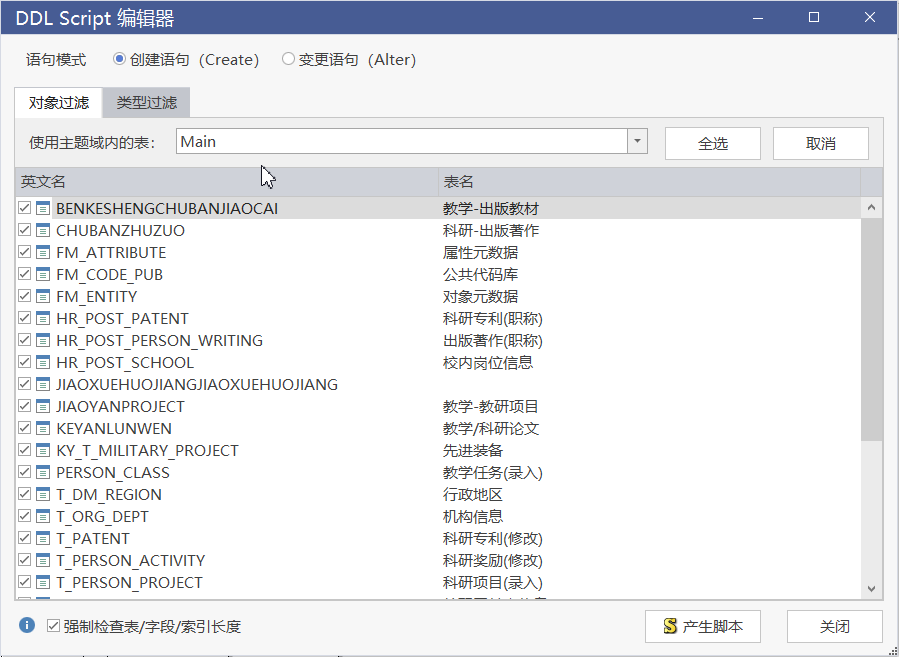 DDL Script 编辑器
语句模式 创建语句（Create） 变更语句（Alter）
对象过滤 类型过滤
使用主题域内的表： Main 全选 取消
英文名 表名
BENKESHENGCHUBANJIAOCAI 教学-出版教材
CHUBANZHUZUO 科研-出版著作
FM_ATTRIBUTE 属性元数据
FM_CODE_PUB 公共代码库
FM_ENTITY 对象元数据
HR_POST_PATENT 科研专利(职称)
HR_POST_PERSON_WRITING 出版著作(职称)
HR_POST_SCHOOL 校内岗位信息
JIAOXUEHUOJIANGJIAOXUEHUOJIANG
JIAOYANPROJECT 教学-教研项目
KEYANLUNWEN 教学/科研论文
KY_T_MILITARY_PROJECT 先进装备
PERSON_CLASS 教学任务(录入)
T_DM_REGION 行政地区
T_ORG_DEPT 机构信息
T_PATENT 科研专利(修改)
T_PERSON_ACTIVITY 科研奖励(修改)
T_PERSON_PROJECT 科研项目(录入)
强制检查表/字段/索引长度 产生脚本 关闭